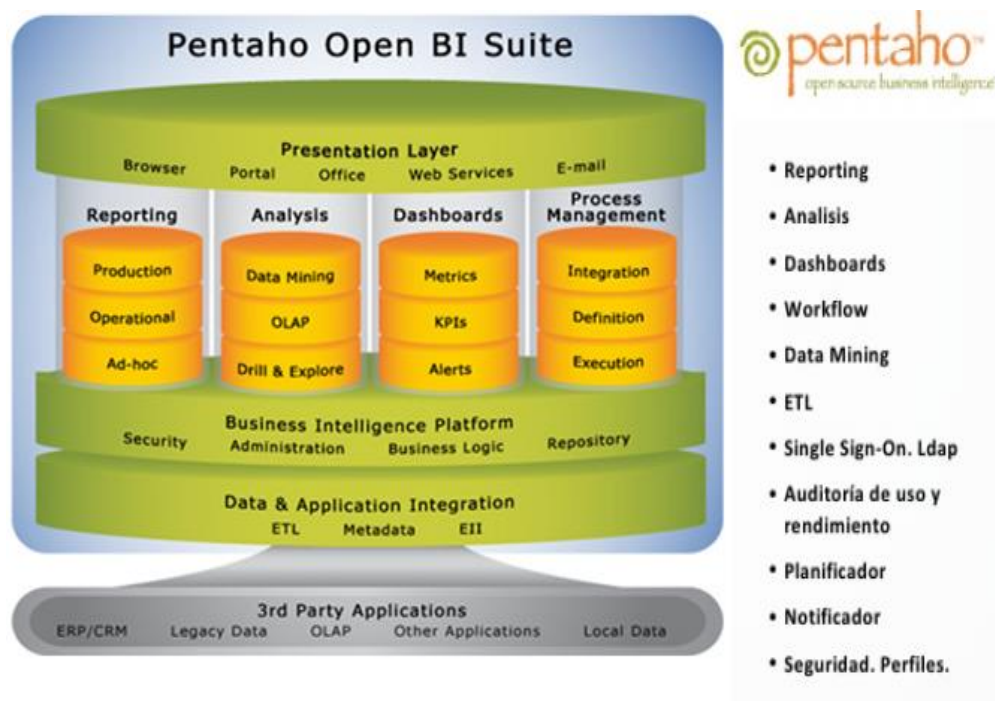 Pentaho Open BI Suite
Presentation Layer
Browser Portal Office Web Services E-mail
Reporting Analysis Dashboards Process Management
Production Data Mining Metrics Integration
Operational OLAP KPIs Definition
Ad-hoc Drill & Explore Alerts Execution
Business Intelligence Platform
Security Administration Business Logic Repository
Data & Application Integration
ETL Metadata EII
3rd Party Applications
ERP/CRM Legacy Data OLAP Other Applications Local Data
pentaho™
open source business intelligence
• Reporting
• Analisis
• Dashboards
• Workflow
• Data Mining
• ETL
• Single Sign-On. Ldap
• Auditoría de uso y
rendimiento
• Planificador
• Notificador
• Seguridad. Perfiles.